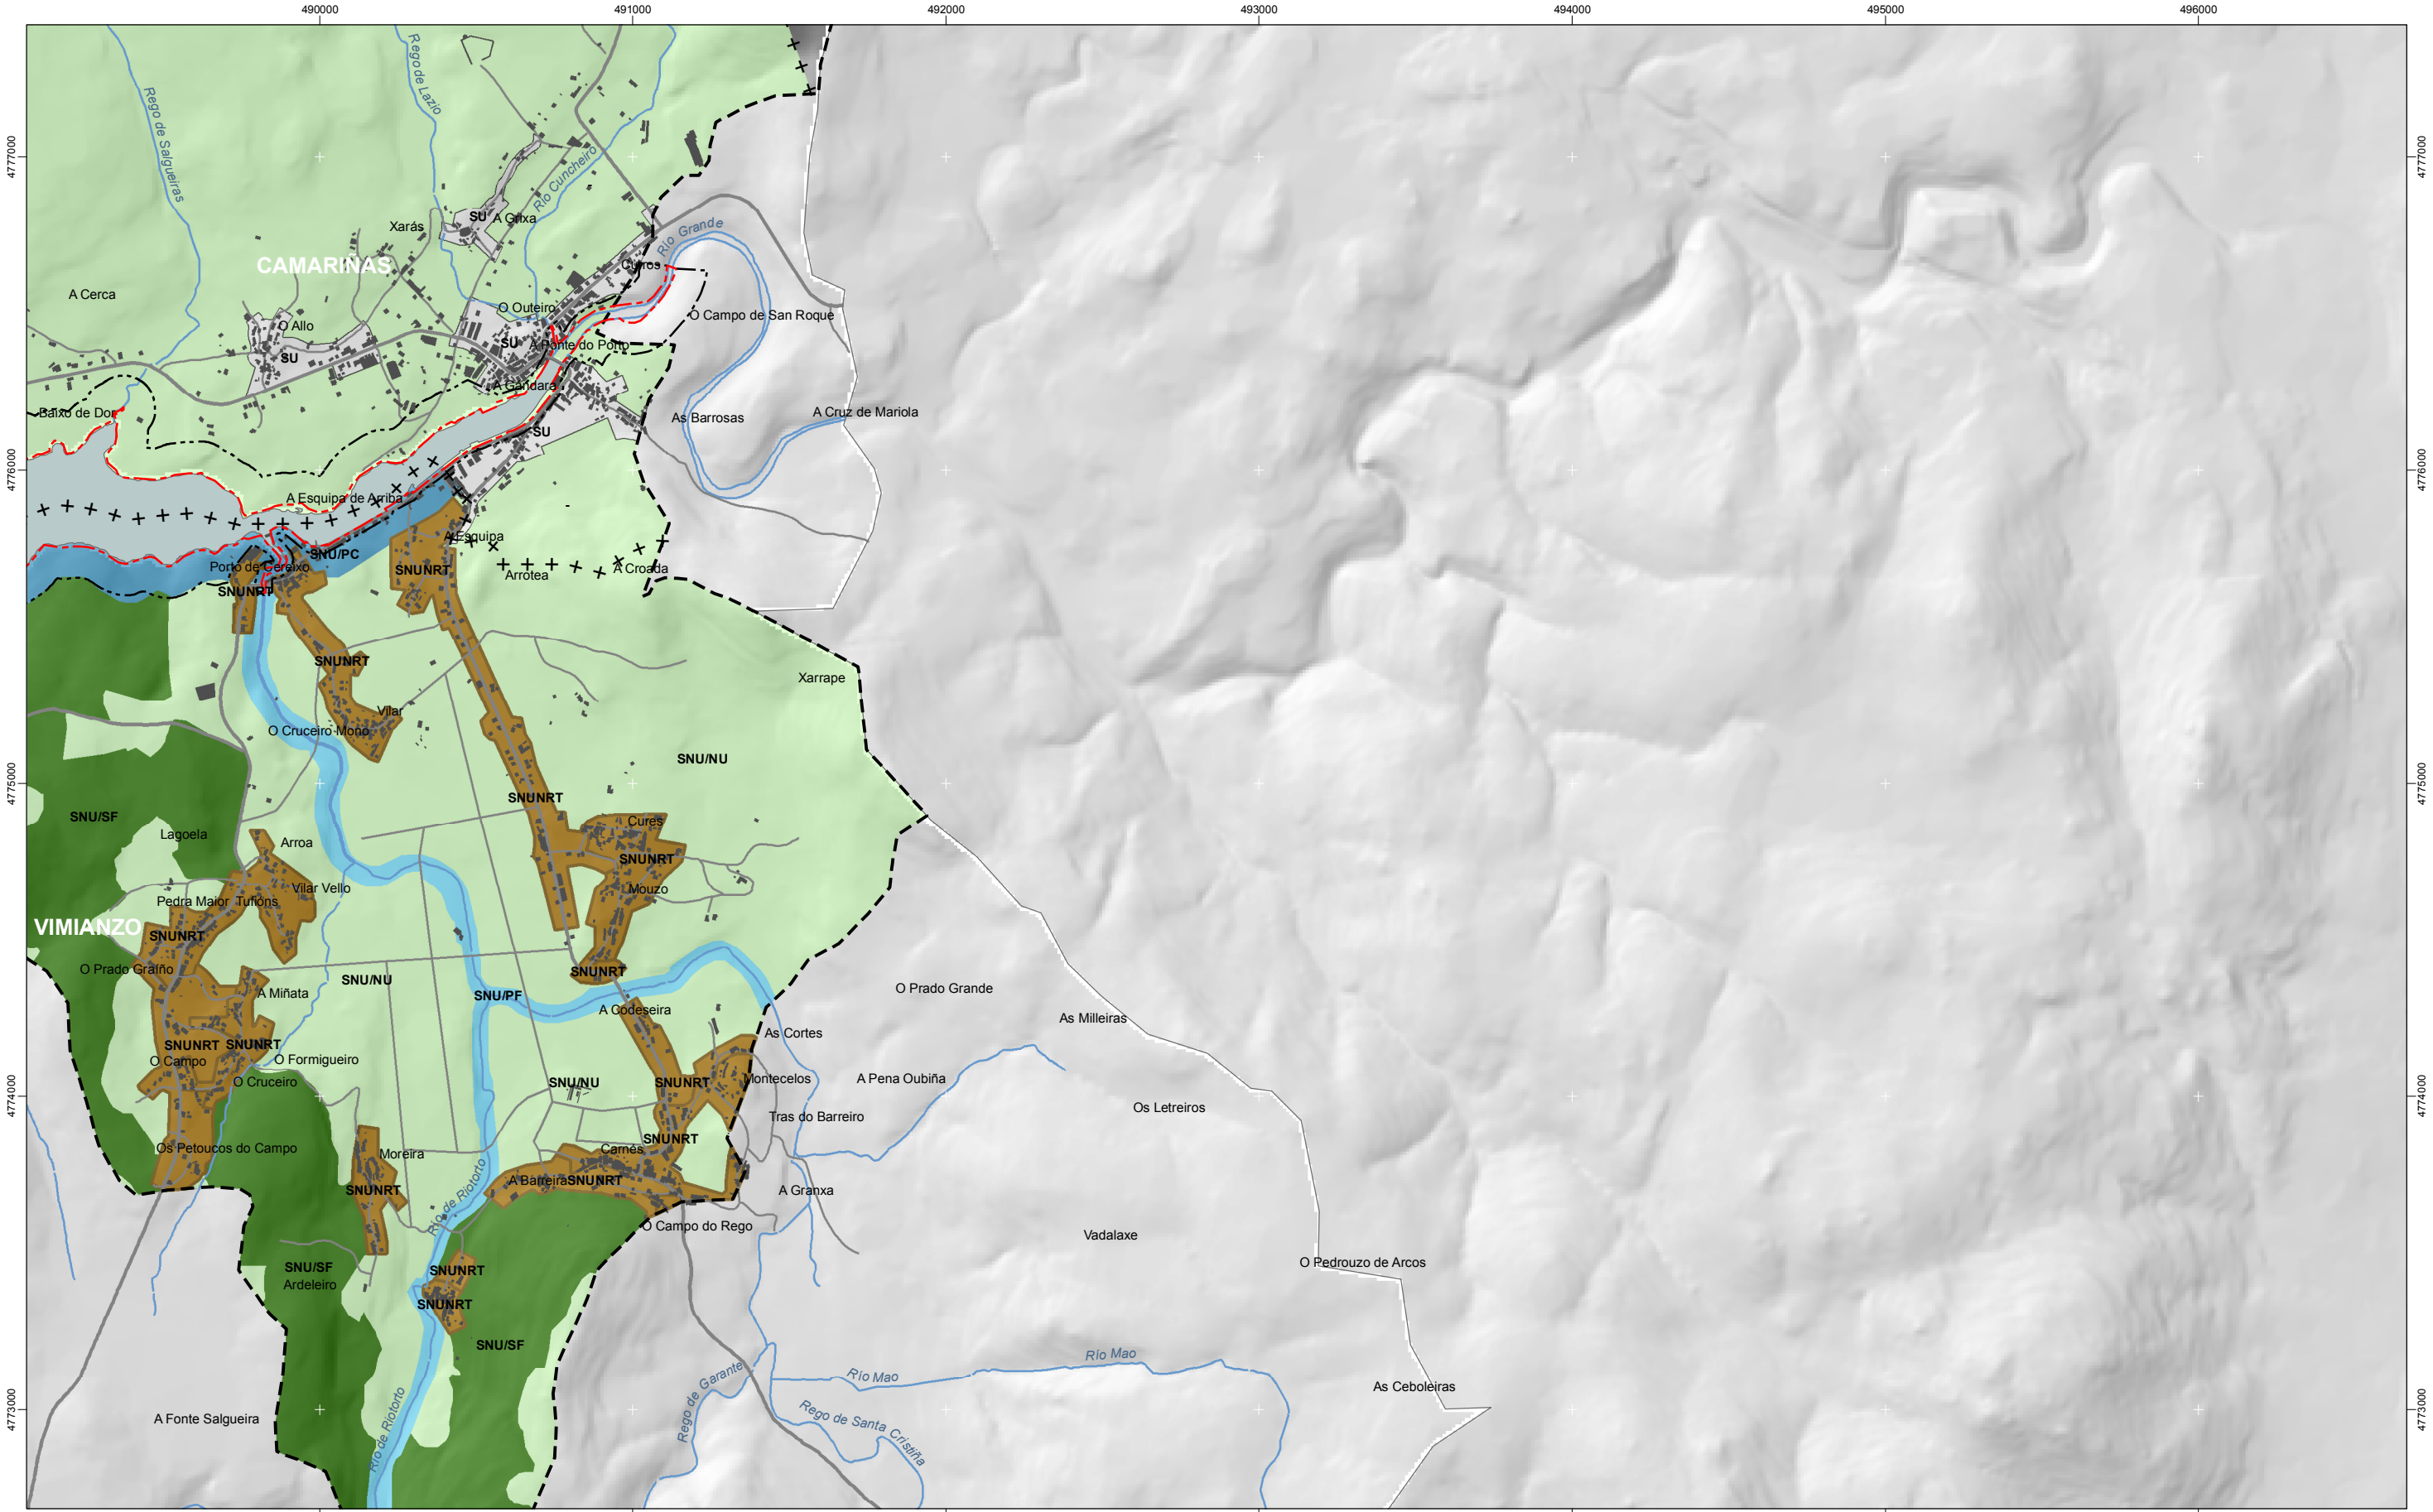 490000 491000 492000 493000 494000 495000 496000
4777000 4777000
4776000 4776000
4775000 4775000
4774000 4774000
4773000 4773000
Rego de Salgueiras
Rego de Lazio
Río Cuncheiro
SU A Grixa
Xarás
Río Grande
CAMARIÑAS
Curros
A Cerca
O Outeiro
O Campo de San Roque
O Allo
SU
SU A Ponte do Porto
A Gándara
Baixo de Dor
As Barrosas
A Cruz de Mariola
SU
A Esquipa de Arriba
A Esquipa
SNU/PC
Porto de Cereixo
SNUNRT
Arrotea
A Croada
SNUNRT
SNUNRT
Xarrape
Vilar
O Cruceiro Mono
SNU/NU
SNUNRT
SNU/SF
Cures
Lagoela
Arroa
SNUNRT
Vilar Vello
Mouzo
Pedra Maior
Tufións
VIMIANZO
SNUNRT
O Prado Graíño
SNUNRT
SNU/NU
O Prado Grande
A Miñata
SNU/PF
A Codeseira
As Milleiras
As Cortes
SNUNRT SNUNRT
O Campo
O Formigueiro
O Cruceiro
SNU/NU
SNUNRT
Montecelos
A Pena Oubiña
Os Letreiros
Tras do Barreiro
SNUNRT
Os Petoucos do Campo
Moreira
Carnés
A Barreira SNUNRT
SNUNRT
A Granxa
Río de Riotorto
O Campo do Rego
Vadalaxe
SNU/SF
Ardeleiro
SNUNRT
O Pedrouzo de Arcos
SNUNRT
SNU/SF
Río Mao
Río Mao
As Ceboleiras
Rego de Garante
Rego de Santa Cristiña
A Fonte Salgueira
Río de Riotorto